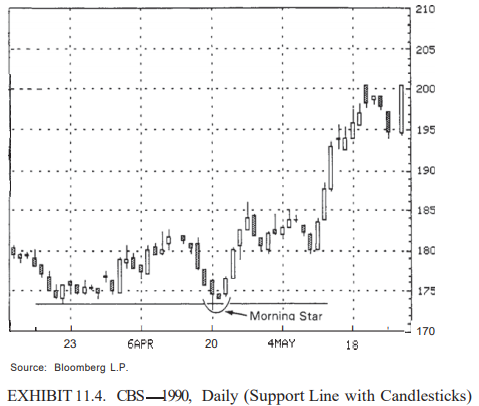 210
205
200
195
190
185
180
175
170
Morning Star
23 6APR 20 4MAY 18
Source: Bloomberg L.P.
EXHIBIT 11.4. CBS—1990, Daily (Support Line with Candlesticks)